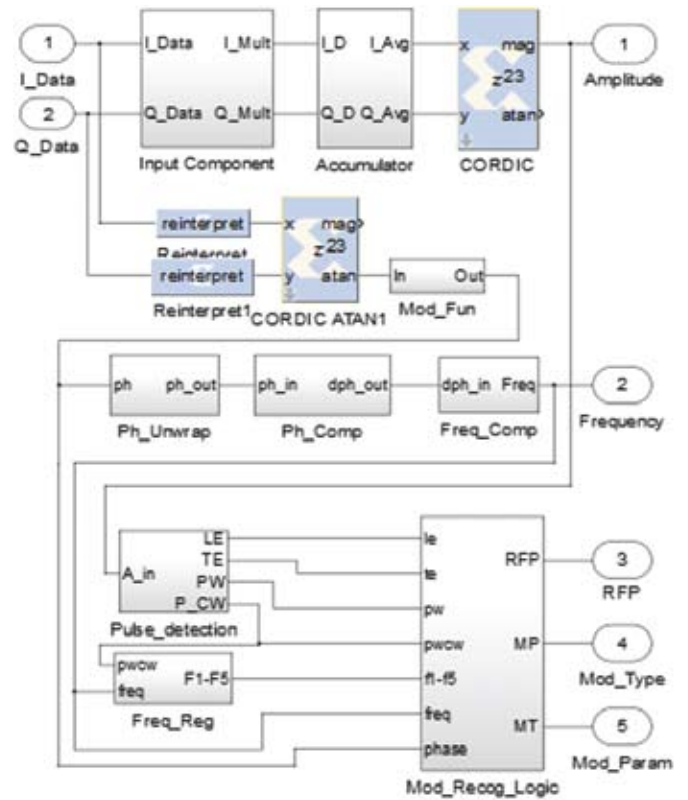 1 I_Data I_Mult I_D I_Avg x mag 1
I_Data z23 Amplitude
2 Q_Data Q_Mult Q_D Q_Avg y atan
Q_Data Input Component Accumulator CORDIC
reinterpret x mag
Reinterpret z23
reinterpret y atan In Out
Reinterpret1 CORDIC ATAN1 Mod_Fun
ph ph_out ph_in dph_out dph_in Freq 2
Ph_Unwrap Ph_Comp Freq_Comp Frequency
LE le
TE RFP 3
A_in te RFP
PW
P_CW pw
Pulse_detection
pwcw pwcw MP 4
F1-F5 f1-f5 Mod_Type
freq
Freq_Reg freq MT 5
phase Mod_Param
Mod_Recog_Logic